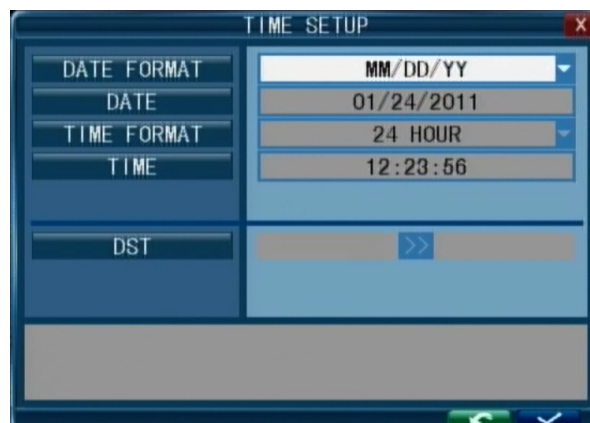 TIME SETUP
X
DATE FORMAT MM/DD/YY
DATE 01/24/2011
TIME FORMAT 24 HOUR
TIME 12:23:56
DST >>